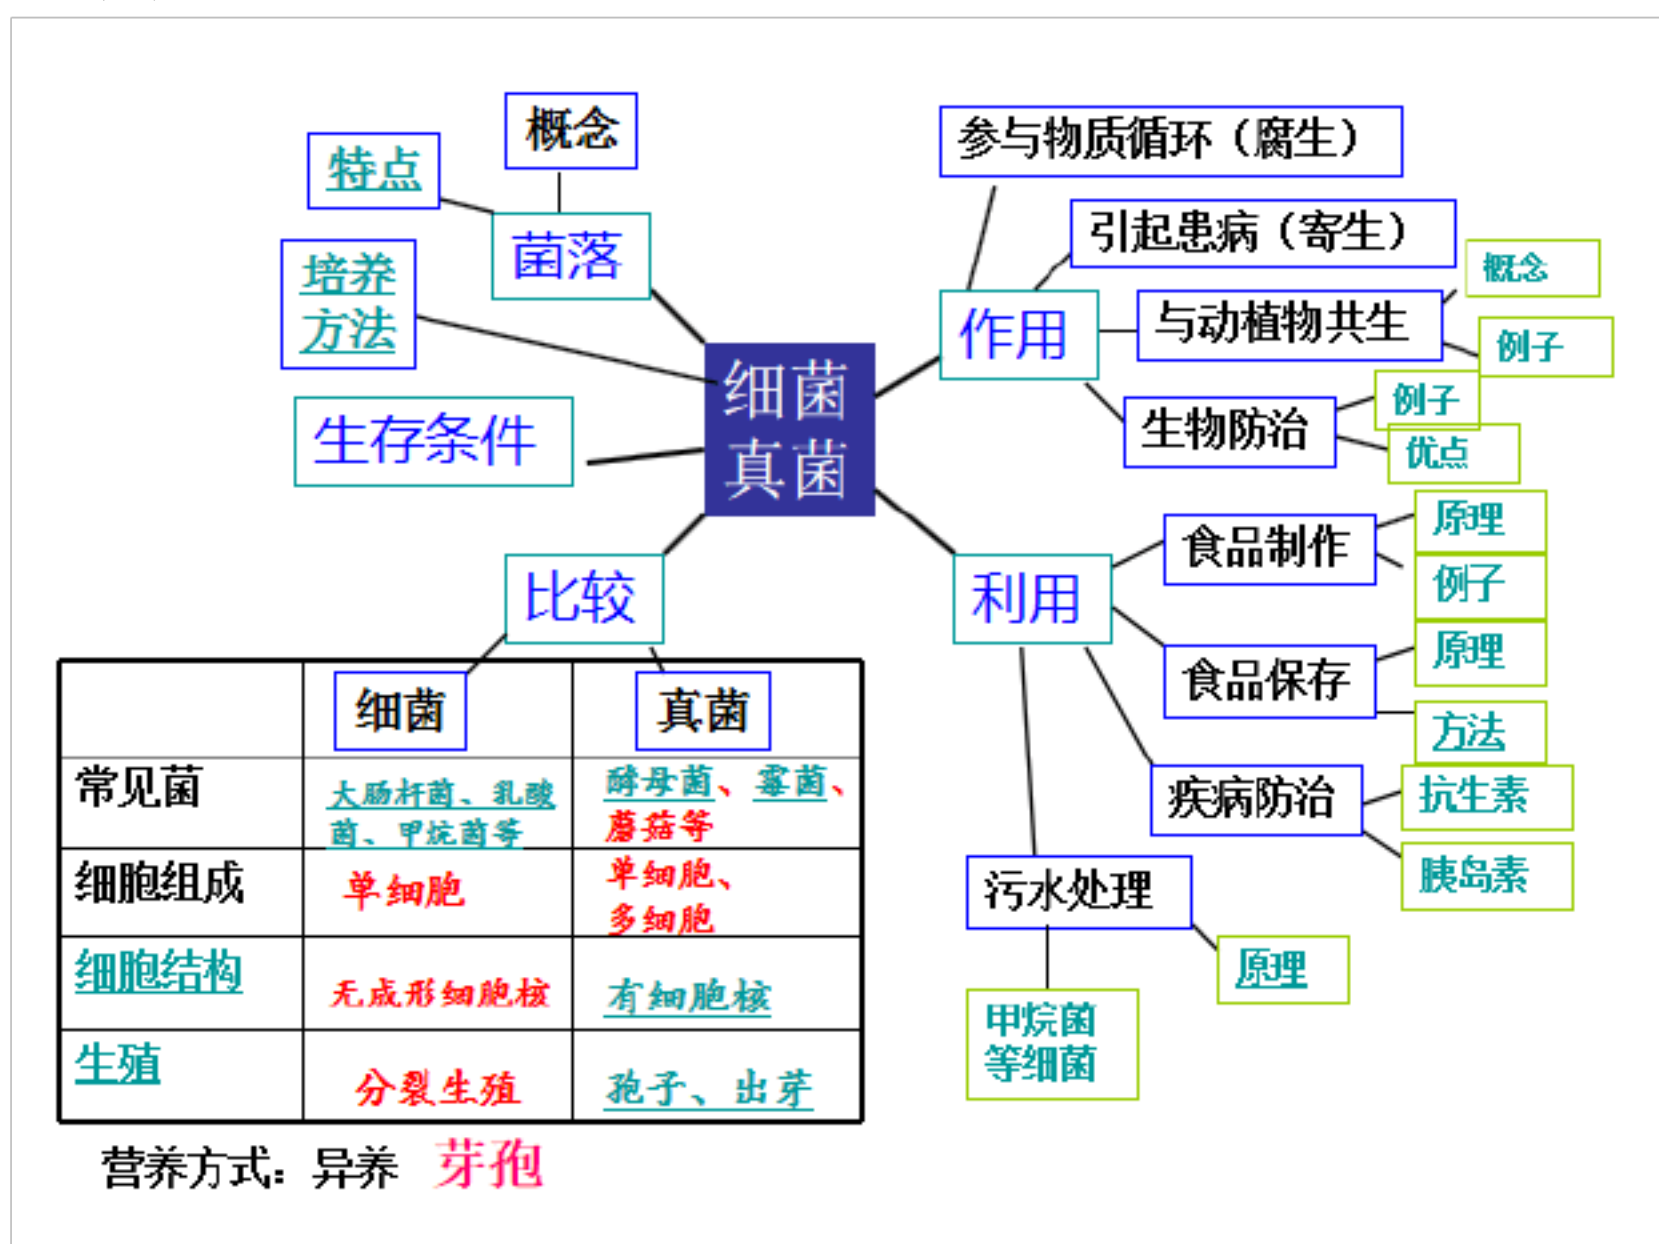 概念
特点
菌落
培养
方法
生存条件
细菌
真菌
参与物质循环（腐生）
引起患病（寄生）
作用
与动植物共生
概念
例子
生物防治
例子
优点
利用
食品制作
原理
例子
食品保存
原理
方法
疾病防治
抗生素
胰岛素
污水处理
原理
甲烷菌
等细菌
比较
细菌
真菌
常见菌
大肠杆菌、乳酸
菌、甲烷菌等
酵母菌、霉菌、
蘑菇等
细胞组成
单细胞
单细胞、
多细胞
细胞结构
无成形细胞核
有细胞核
生殖
分裂生殖
孢子、出芽
营养方式：异养 芽孢